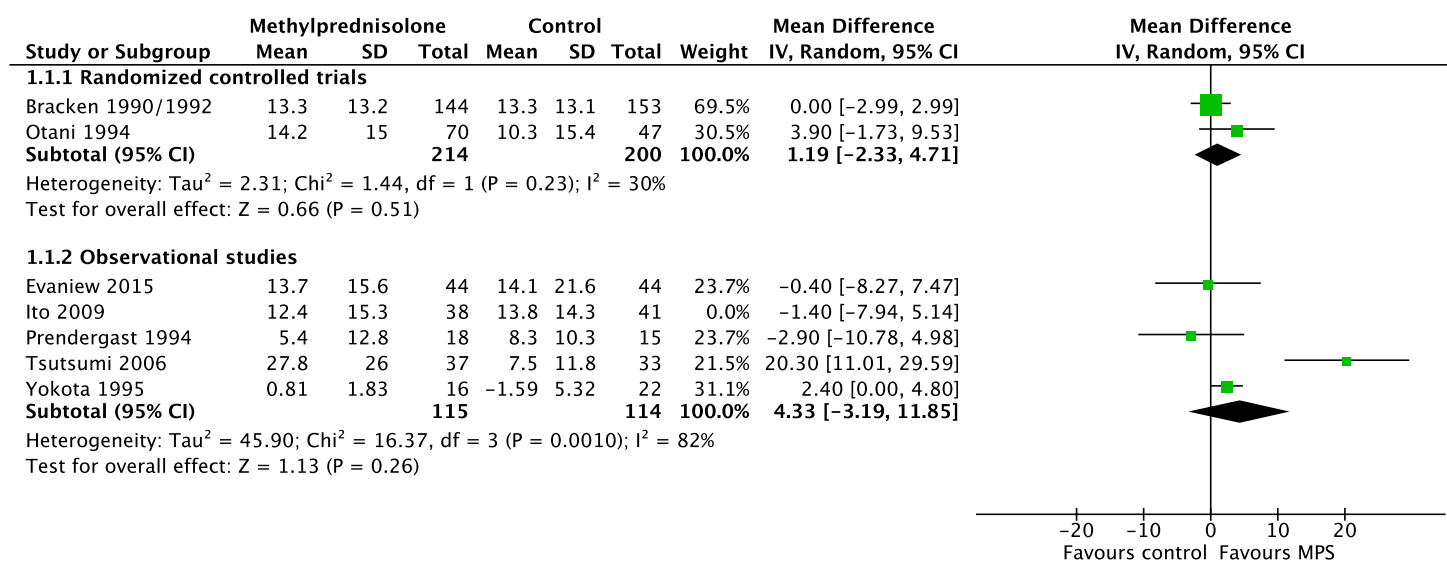 Methylprednisolone Control Mean Difference Mean Difference
Study or Subgroup Mean SD Total Mean SD Total Weight IV, Random, 95% CI IV, Random, 95% CI
1.1.1 Randomized controlled trials
Bracken 1990/1992 13.3 13.2 144 13.3 13.1 153 69.5% 0.00 [−2.99, 2.99]
Otani 1994 14.2 15 70 10.3 15.4 47 30.5% 3.90 [−1.73, 9.53]
Subtotal (95% CI) 214 200 100.0% 1.19 [−2.33, 4.71]
Heterogeneity: Tau² = 2.31; Chi² = 1.44, df = 1 (P = 0.23); I² = 30%
Test for overall effect: Z = 0.66 (P = 0.51)
1.1.2 Observational studies
Evaniew 2015 13.7 15.6 44 14.1 21.6 44 23.7% −0.40 [−8.27, 7.47]
Ito 2009 12.4 15.3 38 13.8 14.3 41 0.0% −1.40 [−7.94, 5.14]
Prendergast 1994 5.4 12.8 18 8.3 10.3 15 23.7% −2.90 [−10.78, 4.98]
Tsutsumi 2006 27.8 26 37 7.5 11.8 33 21.5% 20.30 [11.01, 29.59]
Yokota 1995 0.81 1.83 16 −1.59 5.32 22 31.1% 2.40 [0.00, 4.80]
Subtotal (95% CI) 115 114 100.0% 4.33 [−3.19, 11.85]
Heterogeneity: Tau² = 45.90; Chi² = 16.37, df = 3 (P = 0.0010); I² = 82%
Test for overall effect: Z = 1.13 (P = 0.26)
−20 −10 0 10 20
Favours control Favours MPS